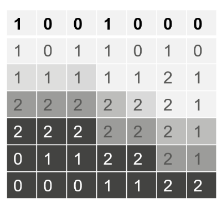 1 0 0 1 0 0 0
1 0 1 1 0 1 0
1 1 1 1 1 2 1
2 2 2 2 2 2 1
2 2 2 2 2 2 1
0 1 1 2 2 2 1
0 0 0 1 1 2 2